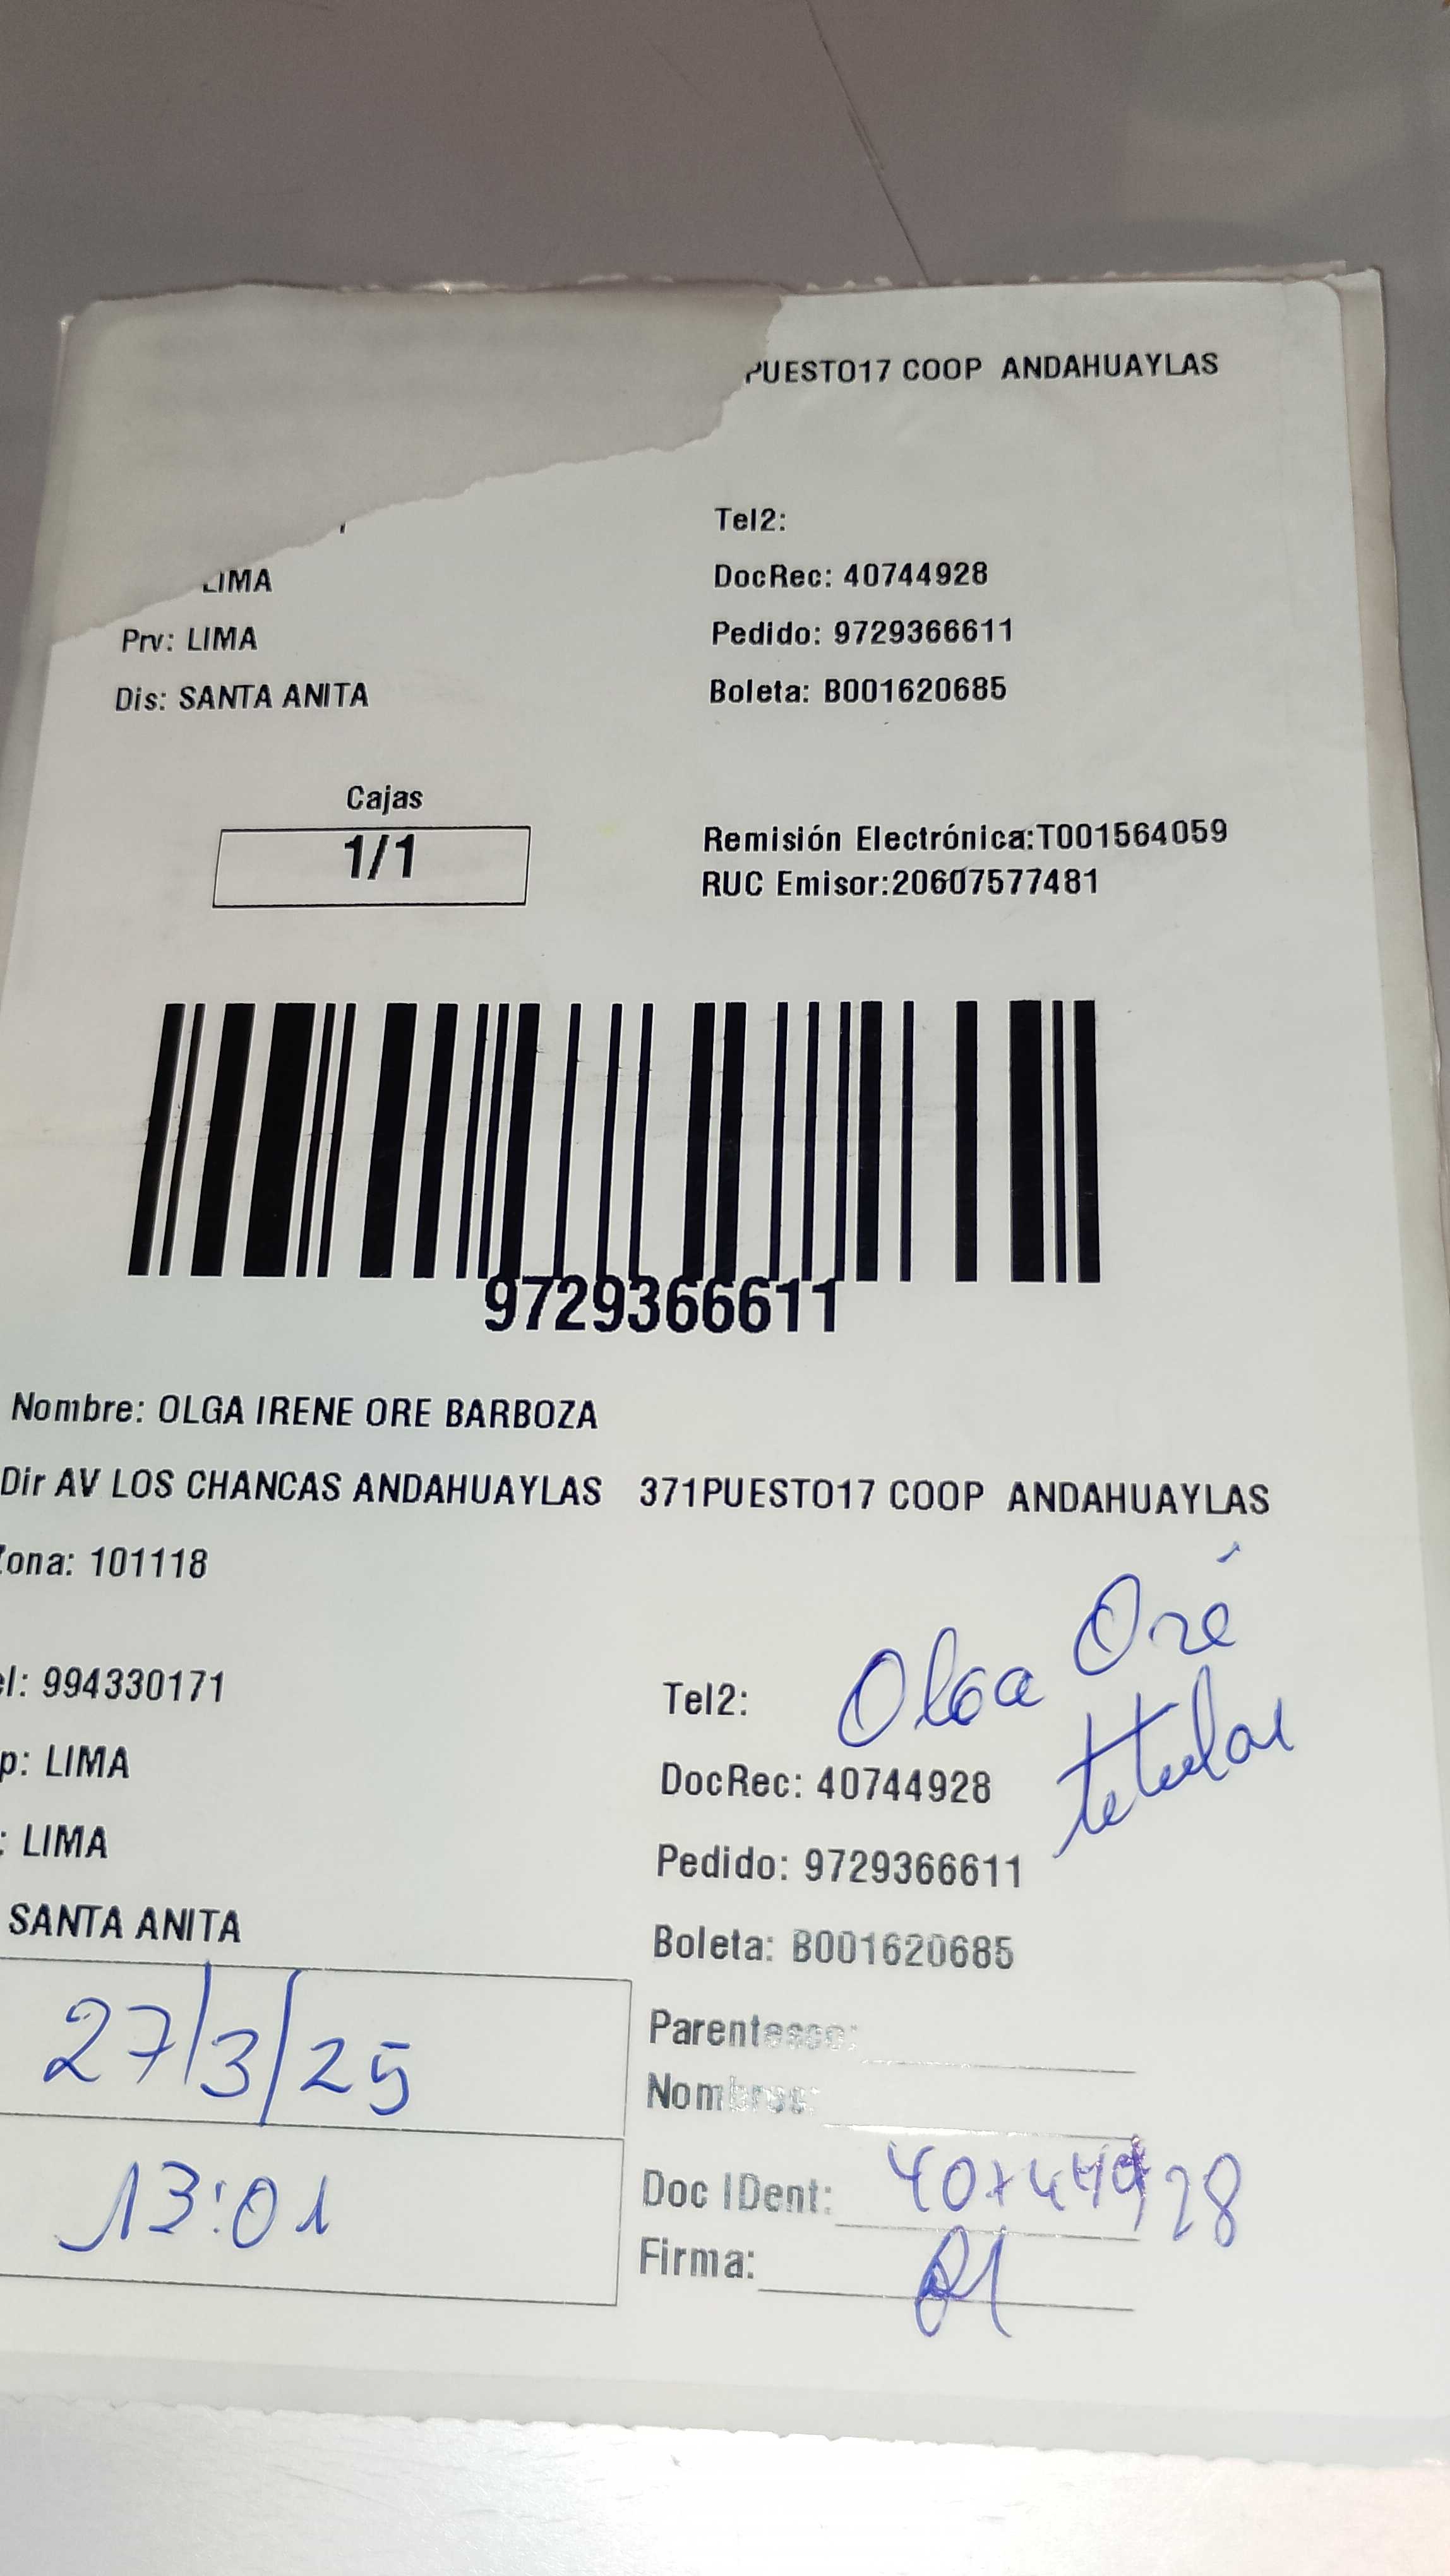 PUESTO17 COOP ANDAHUAYLAS
Tel2:
LIMA
DocRec: 40744928
Prv: LIMA
Pedido: 9729366611
Dis: SANTA ANITA
Boleta: B001620685
Cajas
1/1
Remisión Electrónica:T001564059
RUC Emisor:20607577481
9729366611
Nombre: OLGA IRENE ORE BARBOZA
Dir AV LOS CHANCAS ANDAHUAYLAS 371PUESTO17 COOP ANDAHUAYLAS
Zona: 101118
Olga Oré
titular
el: 994330171
Tel2:
p: LIMA
DocRec: 40744928
: LIMA
Pedido: 9729366611
SANTA ANITA
Boleta: B001620685
27/3/25
Parentesco:
Nombres:
13:01
Doc IDent: 40744928
Firma: